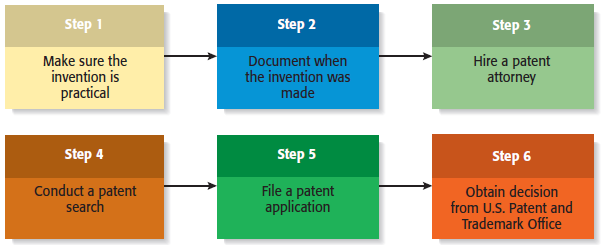 Step 1
Make sure the
invention is
practical
Step 2
Document when
the invention was
made
Step 3
Hire a patent
attorney
Step 4
Conduct a patent
search
Step 5
File a patent
application
Step 6
Obtain decision
from U.S. Patent and
Trademark Office